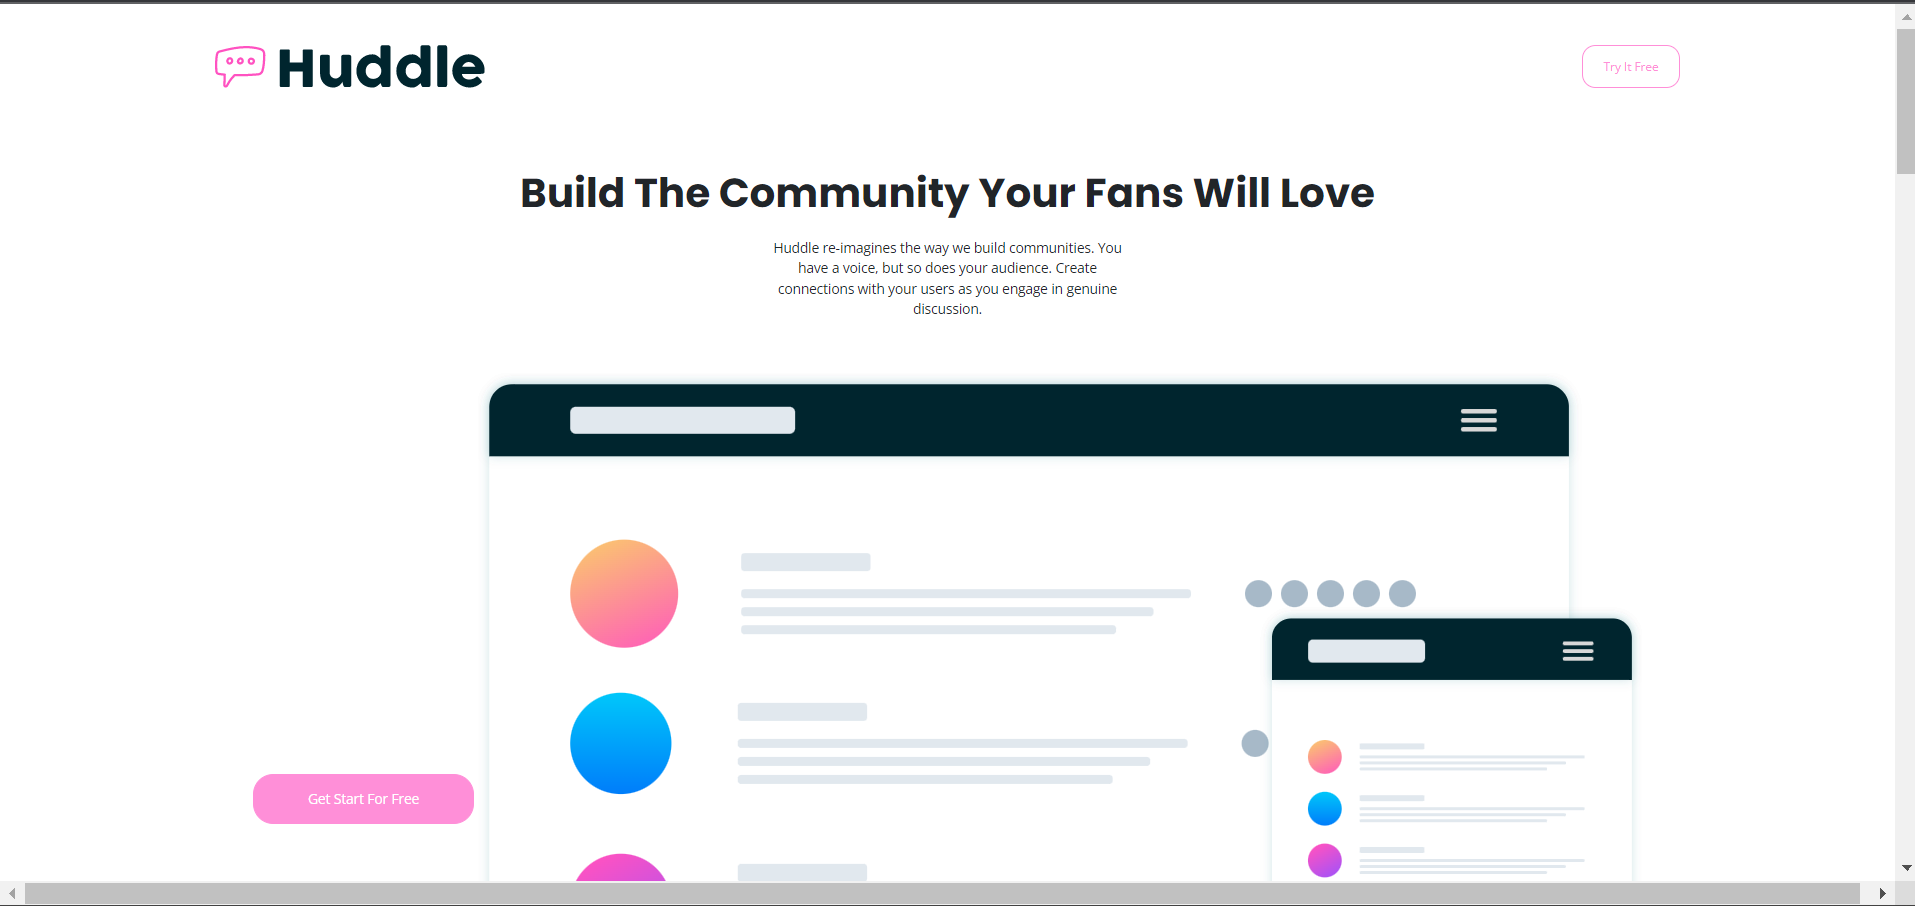 Huddle
Try It Free
Build The Community Your Fans Will Love
Huddle re-imagines the way we build communities. You
have a voice, but so does your audience. Create
connections with your users as you engage in genuine
discussion.
Get Start For Free